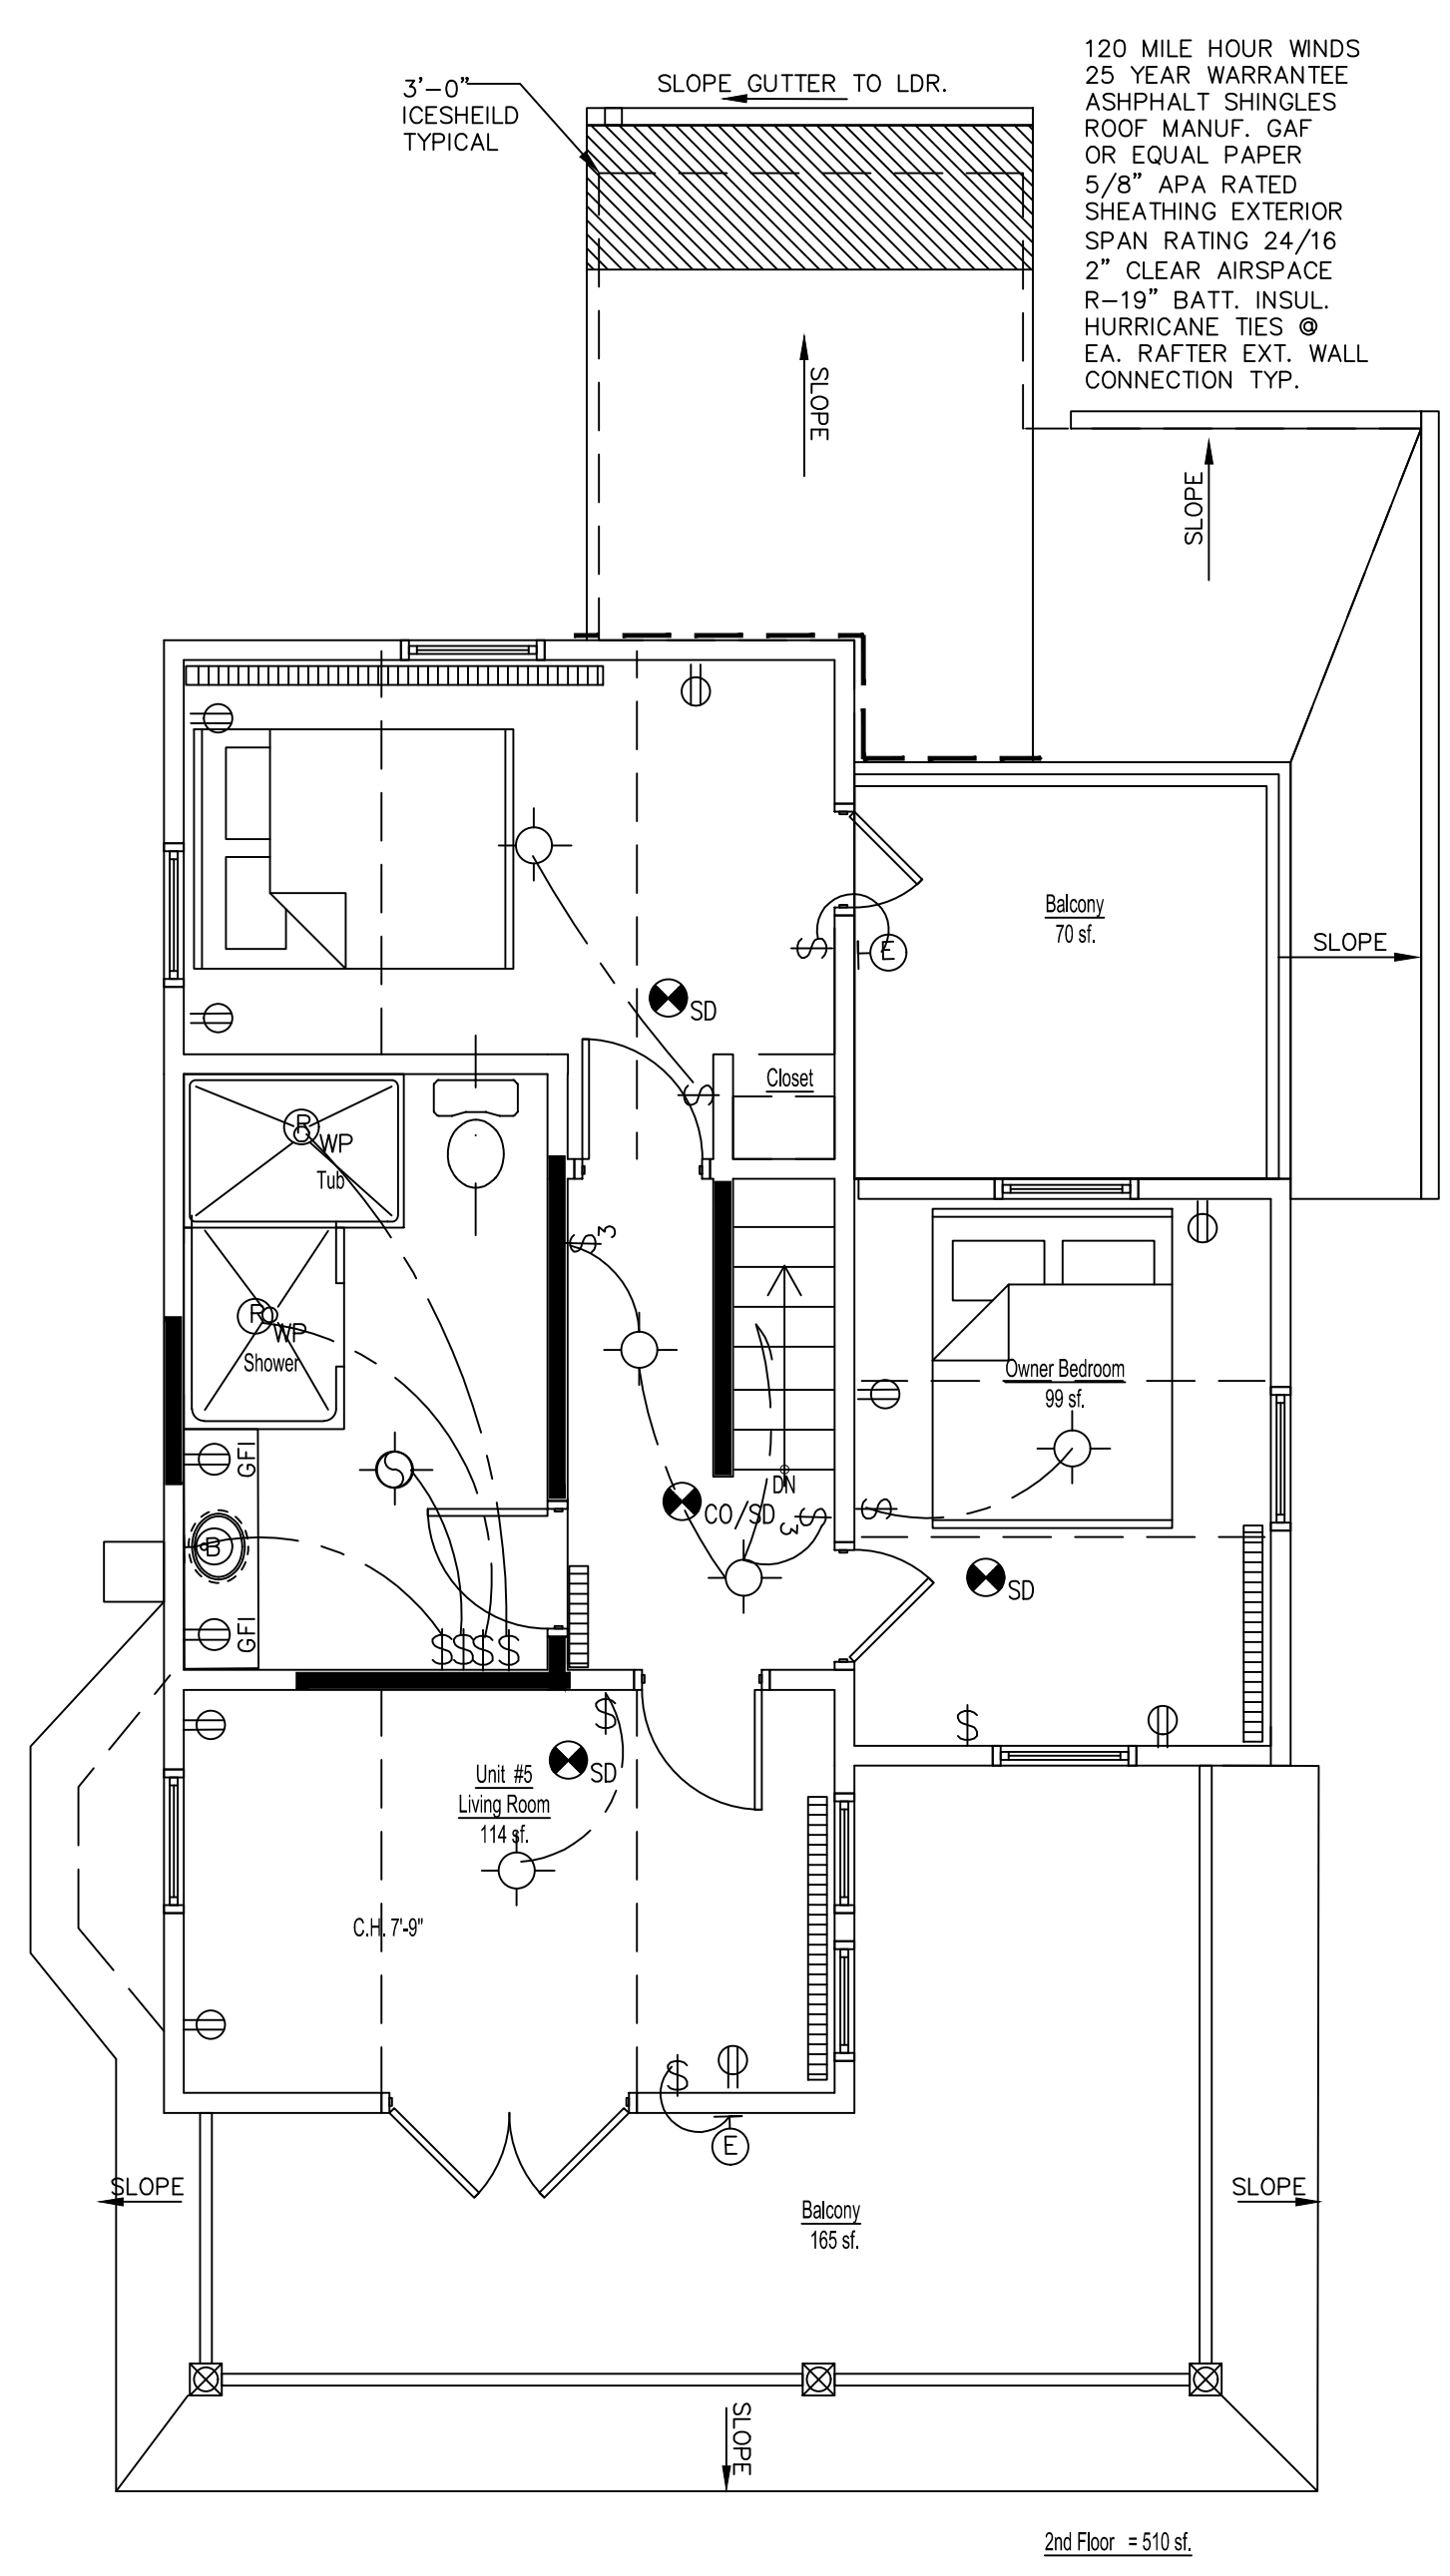 120 MILE HOUR WINDS
25 YEAR WARRANTEE
ASHPHALT SHINGLES
ROOF MANUF. GAF
OR EQUAL PAPER
5/8" APA RATED
SHEATHING EXTERIOR
SPAN RATING 24/16
2" CLEAR AIRSPACE
R-19" BATT. INSUL.
HURRICANE TIES @
EA. RAFTER EXT. WALL
CONNECTION TYP.
3'-0"
ICESHEILD
TYPICAL
SLOPE GUTTER TO LDR.
SLOPE
SLOPE
Balcony
70 sf.
SLOPE
$
E
SD
Closet
$
R
WP
Tub
$3
R
WP
Shower
Owner Bedroom
99 sf.
GFI
DN
CO/SD
$3
$
B
SD
GFI
$$$$
$
$
SD
Unit #5
Living Room
114 sf.
C.H. 7'-9"
$
E
SLOPE
SLOPE
Balcony
165 sf.
SLOPE
2nd Floor = 510 sf.